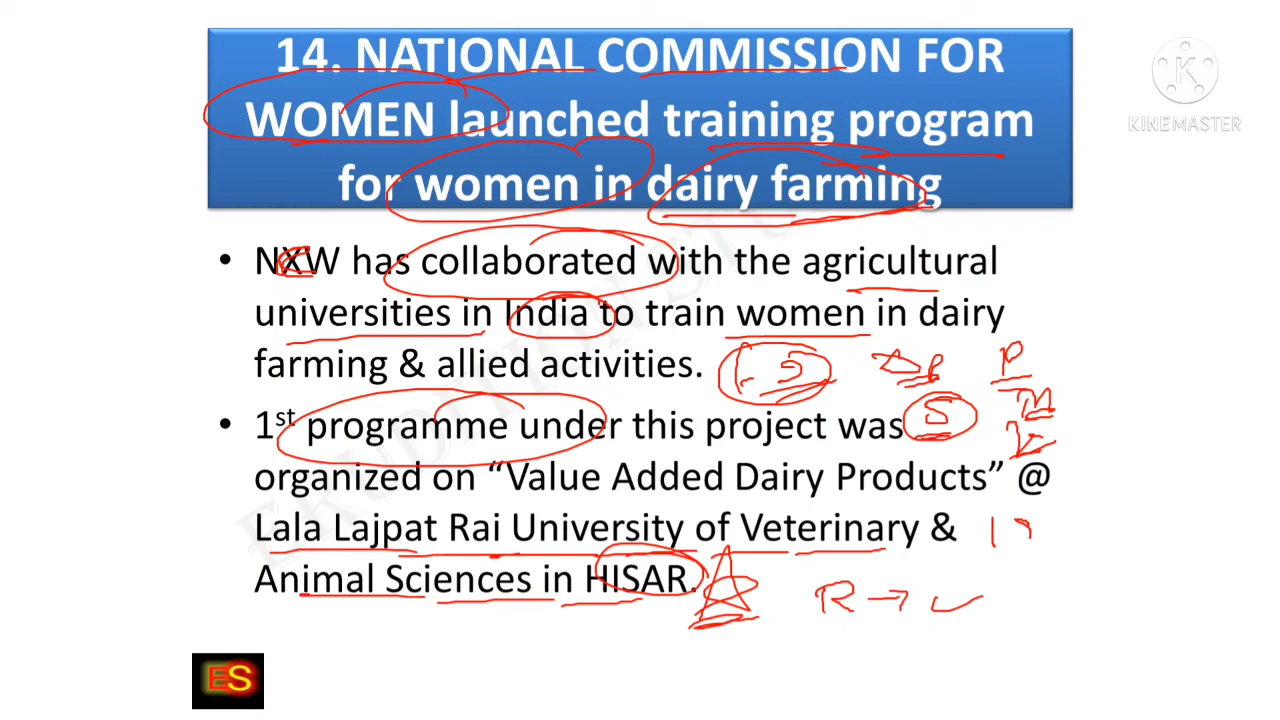 14. NATIONAL COMMISSION FOR
WOMEN launched training program
for women in dairy farming
KINEMASTER
• NCW has collaborated with the agricultural
universities in India to train women in dairy
farming & allied activities.
• 1st programme under this project was
organized on “Value Added Dairy Products” @
Lala Lajpat Rai University of Veterinary &
Animal Sciences in HISAR.
R → ✓
ES